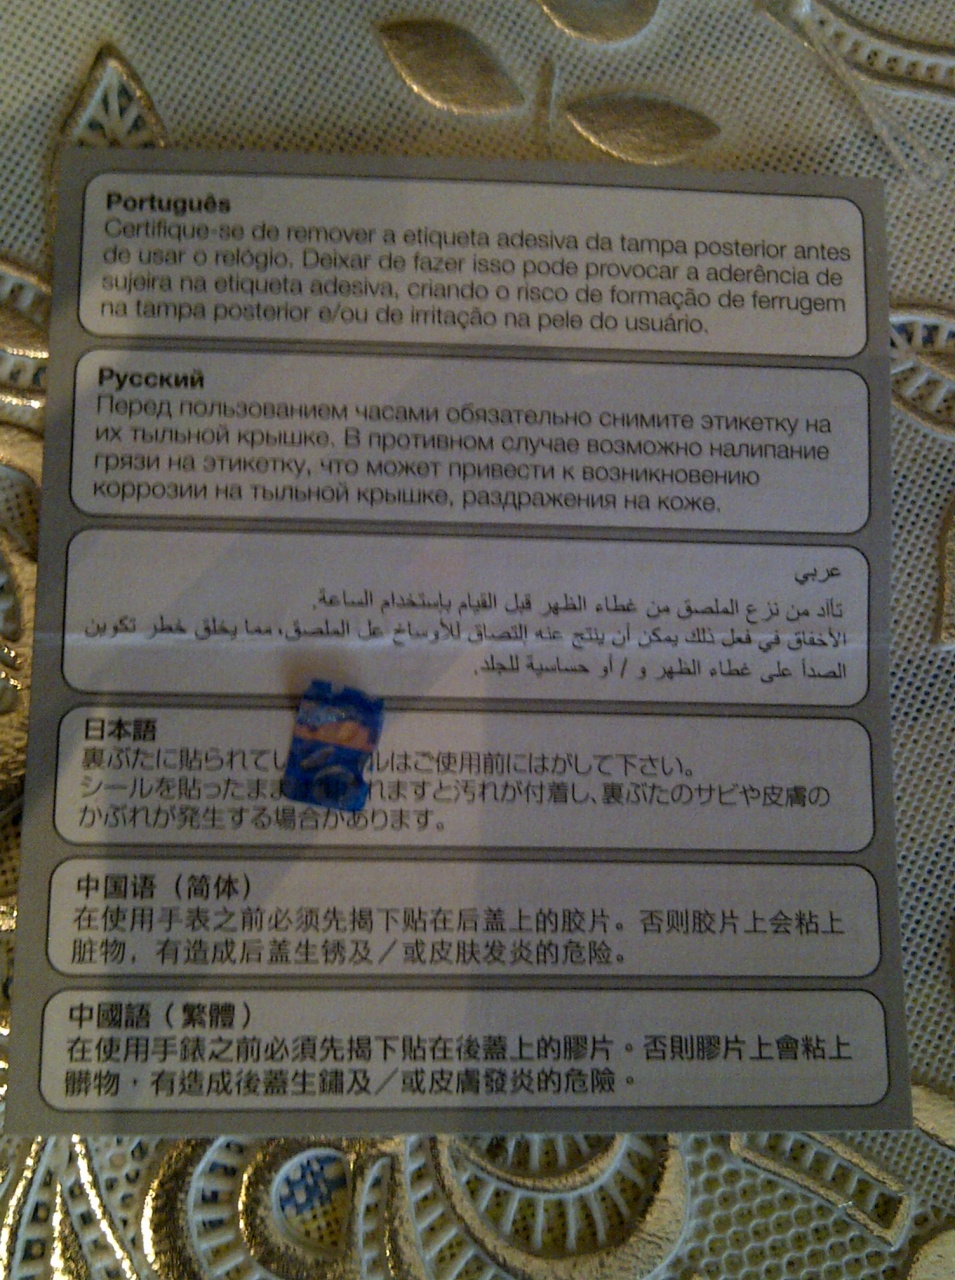 Português
Certifique-se de remover a etiqueta adesiva da tampa posterior antes
de usar o relógio. Deixar de fazer isso pode provocar a aderência de
sujeira na etiqueta adesiva, criando o risco de formação de ferrugem
na tampa posterior e/ou de irritação na pele do usuário.
Русский
Перед пользованием часами обязательно снимите этикетку на
их тыльной крышке. В противном случае возможно налипание
грязи на этикетку, что может привести к возникновению
коррозии на тыльной крышке, раздражения на коже.
عربي
تأأد من نزع الملصق من غطاء الظهر قبل القيام بإستخدام الساعة.
الأخفاق في فعل ذلك يمكن أن ينتج عنه إلتصاق للأوساخ عل الملصق، مما يخلق خطر تكوين
الصدأ على غطاء الظهر و / أو حساسية للجلد.
日本語
裏ぶたに貼られてい ルはご使用前にはがして下さい。
シールを貼ったまま れますと汚れが付着し、裏ぶたのサビや皮膚の
かぶれが発生する場合があります。
中国语（简体）
在使用手表之前必须先揭下贴在后盖上的胶片。否则胶片上会粘上
脏物，有造成后盖生锈及／或皮肤发炎的危险。
中國語（繁體）
在使用手錶之前必須先揭下貼在後蓋上的膠片。否則膠片上會粘上
髒物，有造成後蓋生鏽及／或皮膚發炎的危險。